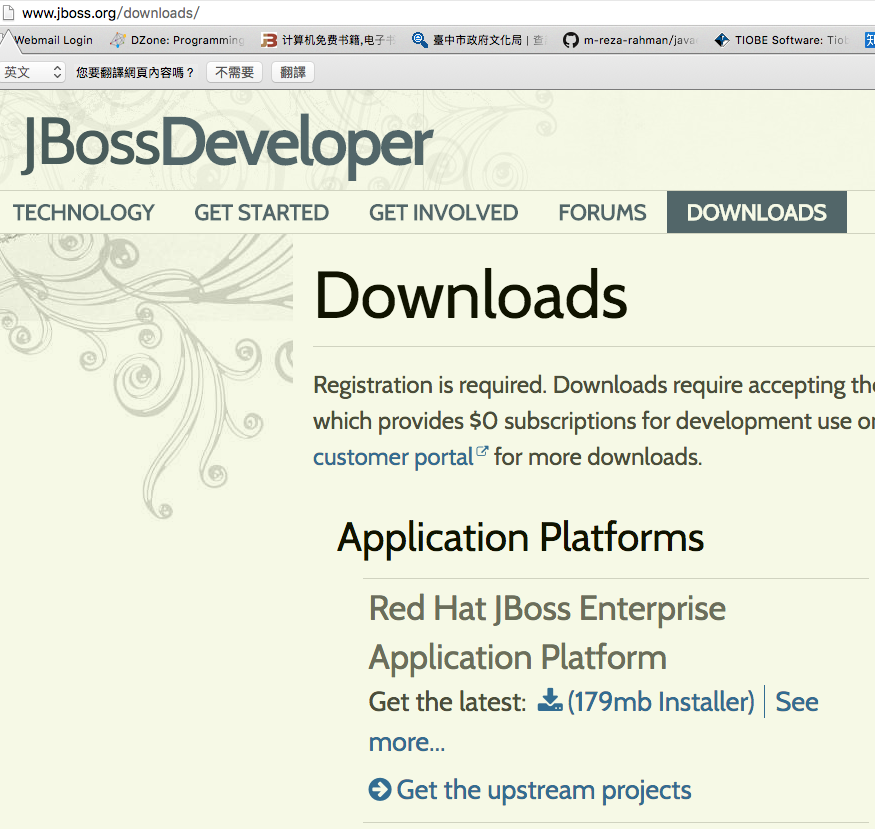 www.jboss.org/downloads/
Webmail Login DZone: Programming 计算机免费书籍,电子书 臺中市政府文化局 | 查 m-reza-rahman/java TIOBE Software: Tiob 知
英文 您要翻譯網頁內容嗎？ 不需要 翻譯
JBossDeveloper
TECHNOLOGY GET STARTED GET INVOLVED FORUMS DOWNLOADS
Downloads
Registration is required. Downloads require accepting the
which provides $0 subscriptions for development use on
customer portal for more downloads.
Application Platforms
Red Hat JBoss Enterprise
Application Platform
Get the latest: (179mb Installer) | See
more...
Get the upstream projects